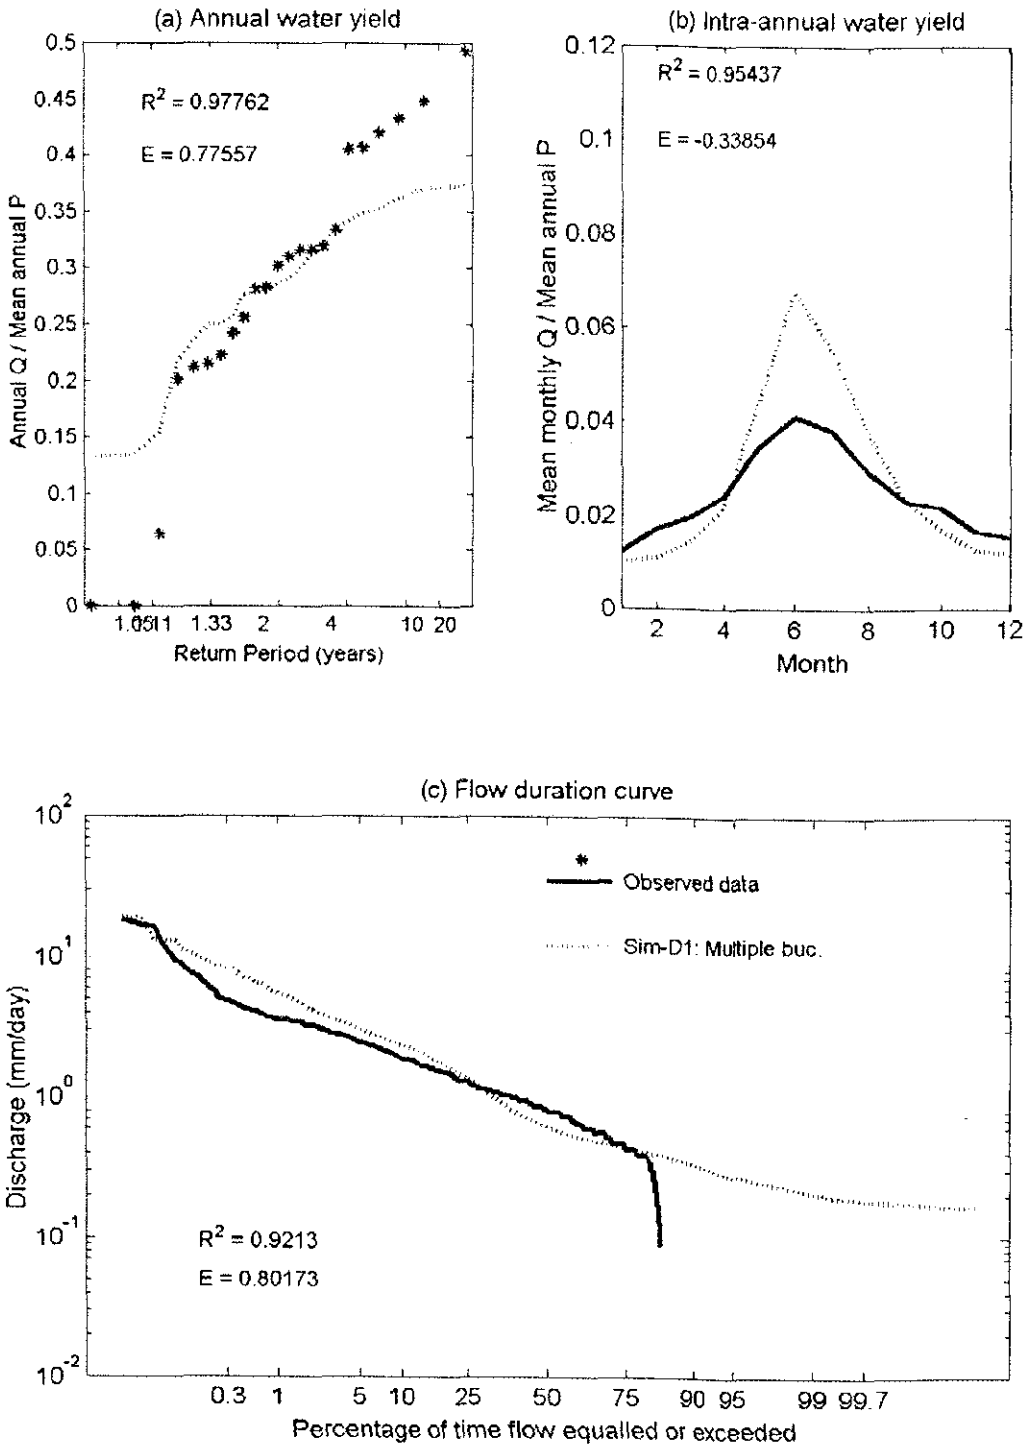 (a) Annual water yield
0.5
0.45
0.4
0.35
0.3
0.25
0.2
0.15
0.1
0.05
0
R² = 0.97762
E = 0.77557
Annual Q / Mean annual P
1.05 1.11 1.33 2 4 10 20
Return Period (years)
(b) Intra-annual water yield
0.12
0.1
0.08
0.06
0.04
0.02
0
R² = 0.95437
E = -0.33854
Mean monthly Q / Mean annual P
2 4 6 8 10 12
Month
(c) Flow duration curve
10²
10¹
10⁰
10⁻¹
10⁻²
Observed data
Sim-D1: Multiple buc.
Discharge (mm/day)
R² = 0.9213
E = 0.80173
0.3 1 5 10 25 50 75 90 95 99 99.7
Percentage of time flow equalled or exceeded